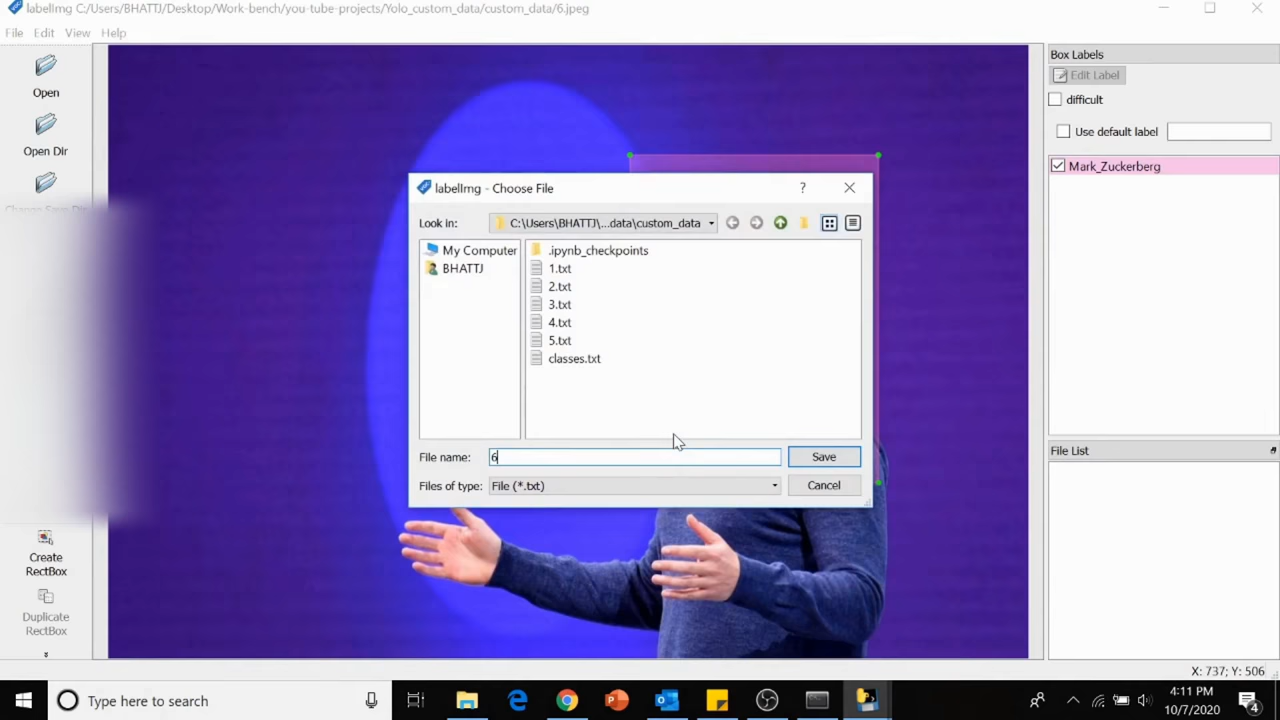 labelImg C:/Users/BHATTJ/Desktop/Work-bench/you-tube-projects/Yolo_custom_data/custom_data/6.jpeg
File Edit View Help
Open
Open Dir
Change Save Dir
Create
RectBox
Duplicate
RectBox
labelImg - Choose File
?
Look in:
C:\Users\BHATTJ\...data\custom_data
My Computer
BHATTJ
.ipynb_checkpoints
1.txt
2.txt
3.txt
4.txt
5.txt
classes.txt
File name:
6
Save
Files of type:
File (*.txt)
Cancel
Box Labels
Edit Label
difficult
Use default label
Mark_Zuckerberg
File List
X: 737; Y: 506
Type here to search
4:11 PM
10/7/2020
4